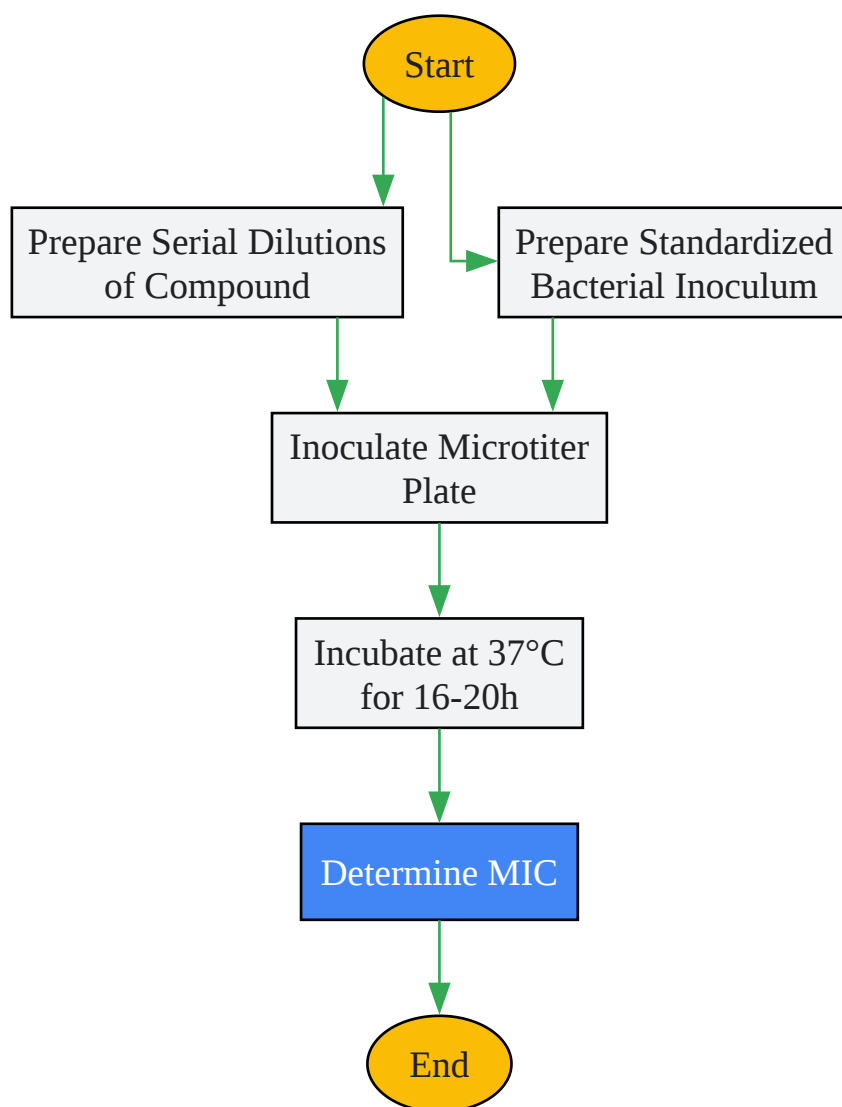 Start
Prepare Serial Dilutions
of Compound
Prepare Standardized
Bacterial Inoculum
Inoculate Microtiter
Plate
Incubate at 37°C
for 16-20h
Determine MIC
End